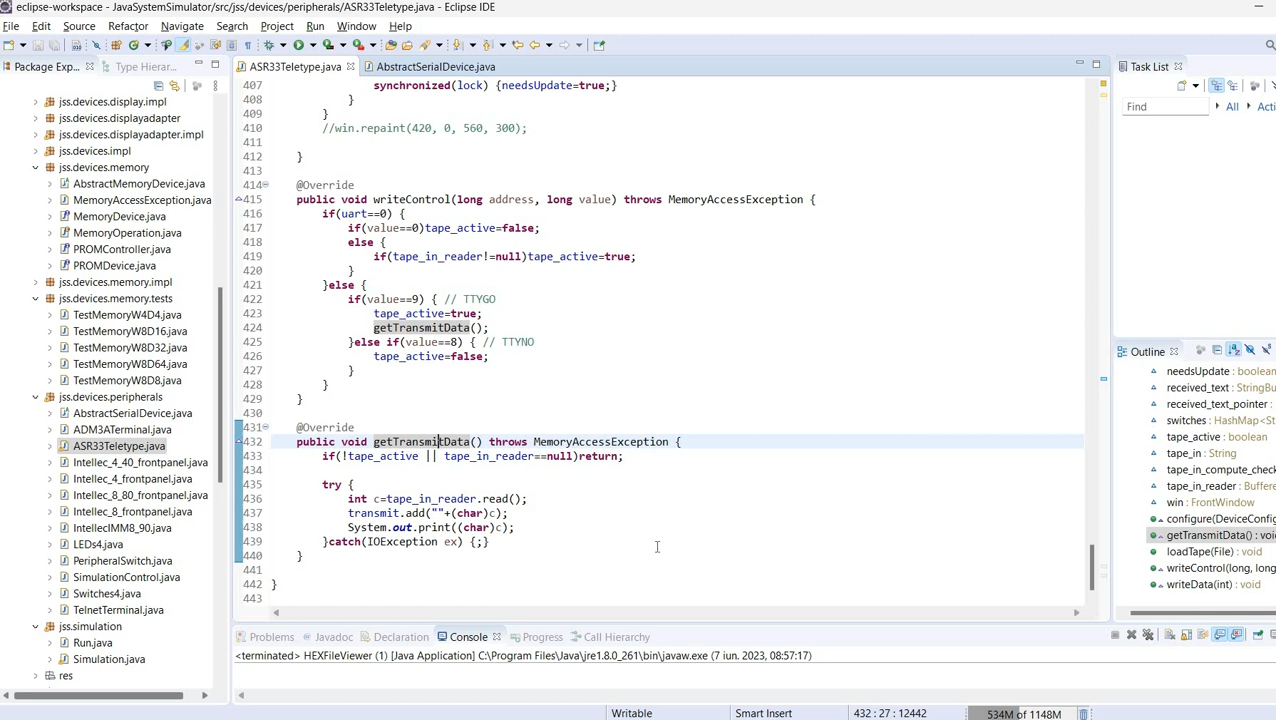 eclipse-workspace - JavaSystemSimulator/src/jss/devices/peripherals/ASR33Teletype.java - Eclipse IDE
File Edit Source Refactor Navigate Search Project Run Window Help
Package Exp... Type Hierar...
jss.devices.display.impl
jss.devices.displayadapter
jss.devices.displayadapter.impl
jss.devices.impl
jss.devices.memory
AbstractMemoryDevice.java
MemoryAccessException.java
MemoryDevice.java
MemoryOperation.java
PROMController.java
PROMDevice.java
jss.devices.memory.impl
jss.devices.memory.tests
TestMemoryW4D4.java
TestMemoryW8D16.java
TestMemoryW8D32.java
TestMemoryW8D64.java
TestMemoryW8D8.java
jss.devices.peripherals
AbstractSerialDevice.java
ADM3ATerminal.java
ASR33Teletype.java
Intellec_4_40_frontpanel.java
Intellec_4_frontpanel.java
Intellec_8_80_frontpanel.java
Intellec_8_frontpanel.java
IntellecIMM8_90.java
LEDs4.java
PeripheralSwitch.java
SimulationControl.java
Switches4.java
TelnetTerminal.java
jss.simulation
Run.java
Simulation.java
res
ASR33Teletype.java AbstractSerialDevice.java
407 synchronized(lock) {needsUpdate=true;}
408 }
409 }
410 //win.repaint(420, 0, 560, 300);
411
412 }
413
414 @Override
415 public void writeControl(long address, long value) throws MemoryAccessException {
416 if(uart==0) {
417 if(value==0)tape_active=false;
418 else {
419 if(tape_in_reader!=null)tape_active=true;
420 }
421 }else {
422 if(value==9) { // TTYGO
423 tape_active=true;
424 getTransmitData();
425 }else if(value==8) { // TTYNO
426 tape_active=false;
427 }
428 }
429 }
430
431 @Override
432 public void getTransmitData() throws MemoryAccessException {
433 if(!tape_active || tape_in_reader==null)return;
434
435 try {
436 int c=tape_in_reader.read();
437 transmit.add(""+(char)c);
438 System.out.print((char)c);
439 }catch(IOException ex) {;}
440 }
441
442 }
443
Task List
Find All Acti
Outline
needsUpdate : boolean
received_text : StringBu
received_text_pointer :
switches : HashMap<St
tape_active : boolean
tape_in : String
tape_in_compute_check
tape_in_reader : Buffere
win : FrontWindow
configure(DeviceConfig
getTransmitData() : voi
loadTape(File) : void
writeControl(long, long
writeData(int) : void
Problems Javadoc Declaration Console Progress Call Hierarchy
<terminated> HEXFileViewer (1) [Java Application] C:\Program Files\Java\jre1.8.0_261\bin\javaw.exe (7 iun. 2023, 08:57:17)
Writable Smart Insert 432 : 27 : 12442 534M of 1148M